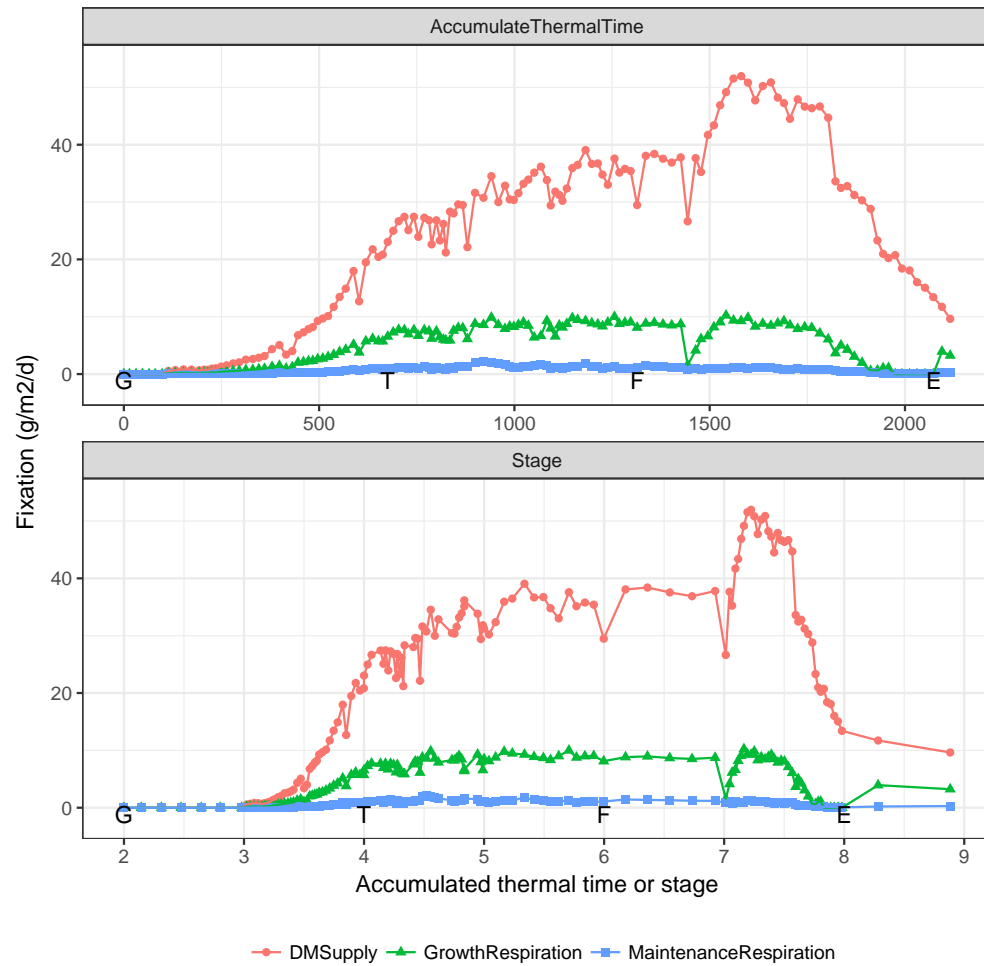 AccumulateThermalTime
Fixation (g/m2/d)
40
20
0
G T F E
0 500 1000 1500 2000
Stage
40
20
0
G T F E
2 3 4 5 6 7 8 9
Accumulated thermal time or stage
DMSupply GrowthRespiration MaintenanceRespiration